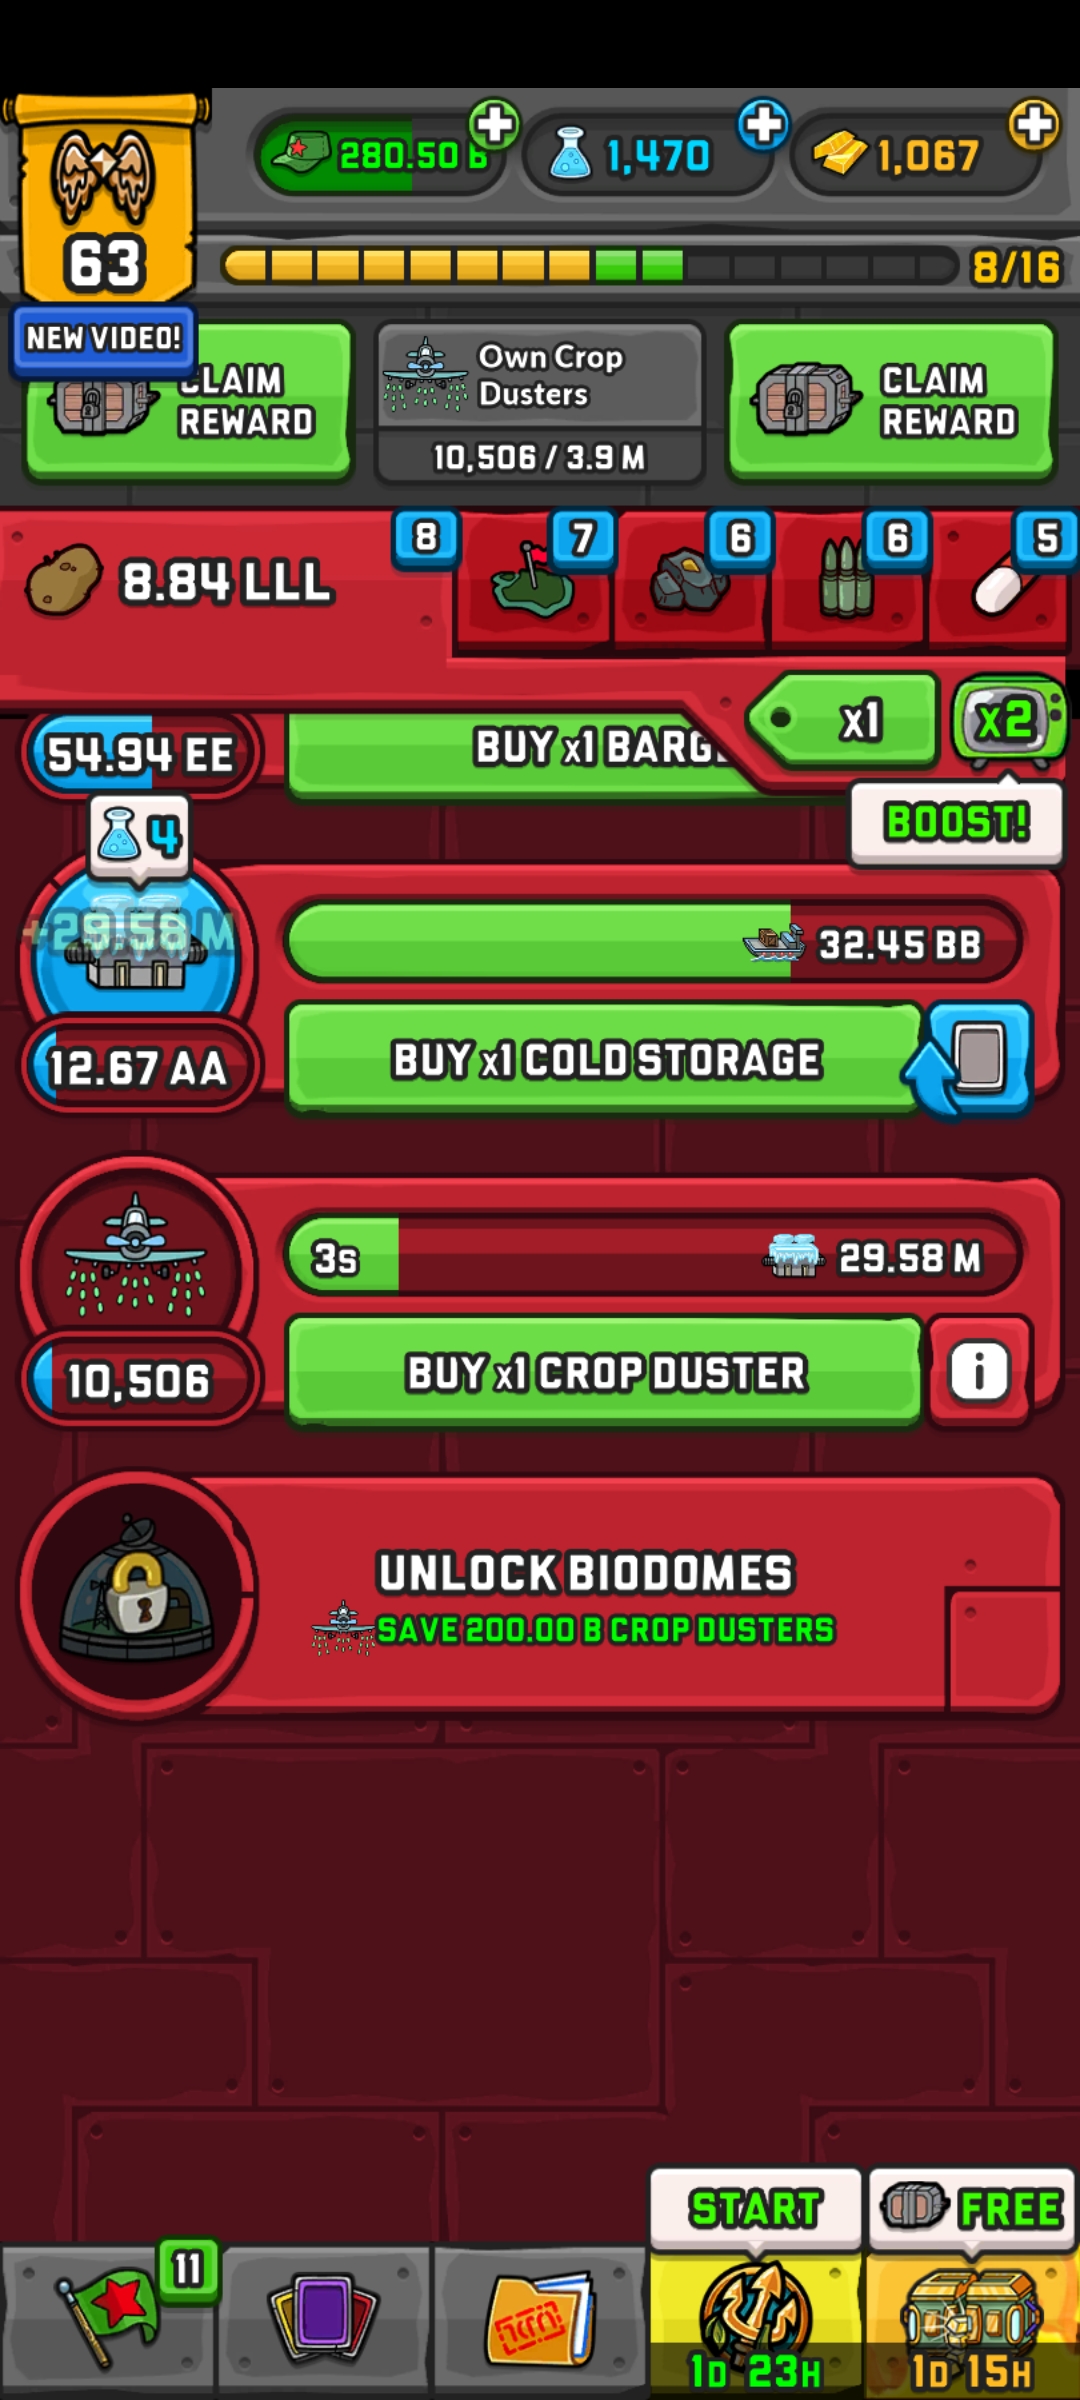 280.50 B
1,470
1,067
63
8/16
NEW VIDEO!
CLAIM
REWARD
Own Crop
Dusters
10,506 / 3.9 M
CLAIM
REWARD
8.84 LLL
8
7
6
6
5
x1
x2
BOOST!
54.94 EE
BUY x1 BARG
4
+29.58 M
32.45 BB
12.67 AA
BUY x1 COLD STORAGE
3s
29.58 M
10,506
BUY x1 CROP DUSTER
i
UNLOCK BIODOMES
SAVE 200.00 B CROP DUSTERS
START
FREE
11
1D 23H
1D 15H